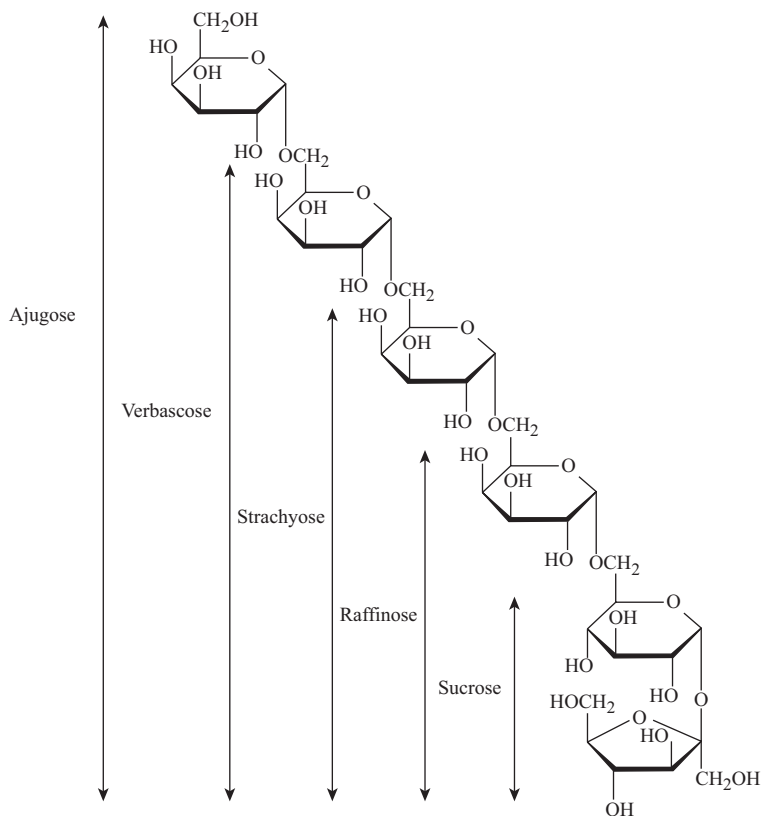 CH2OH
HO
O
OH
HO
OCH2
HO
O
OH
HO
OCH2
Ajugose
HO
O
OH
Verbascose
HO
OCH2
HO
O
OH
Strachyose
HO
OCH2
O
OH
Raffinose
HO
HO
O
Sucrose
HOCH2
O
HO
CH2OH
OH